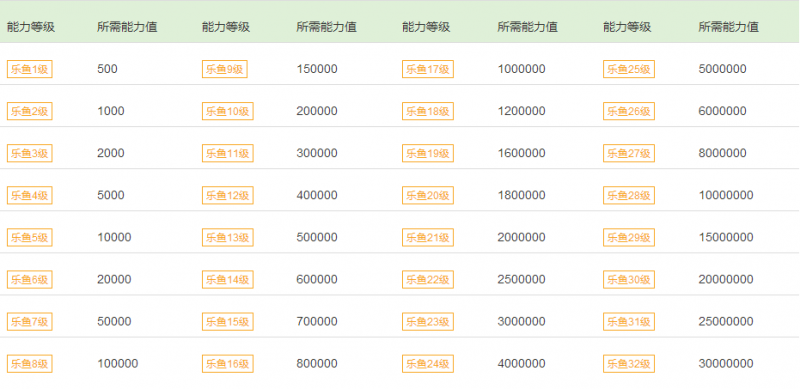 能力等级 所需能力值 能力等级 所需能力值 能力等级 所需能力值 能力等级 所需能力值
乐鱼1级 500 乐鱼9级 150000 乐鱼17级 1000000 乐鱼25级 5000000
乐鱼2级 1000 乐鱼10级 200000 乐鱼18级 1200000 乐鱼26级 6000000
乐鱼3级 2000 乐鱼11级 300000 乐鱼19级 1600000 乐鱼27级 8000000
乐鱼4级 5000 乐鱼12级 400000 乐鱼20级 1800000 乐鱼28级 10000000
乐鱼5级 10000 乐鱼13级 500000 乐鱼21级 2000000 乐鱼29级 15000000
乐鱼6级 20000 乐鱼14级 600000 乐鱼22级 2500000 乐鱼30级 20000000
乐鱼7级 50000 乐鱼15级 700000 乐鱼23级 3000000 乐鱼31级 25000000
乐鱼8级 100000 乐鱼16级 800000 乐鱼24级 4000000 乐鱼32级 30000000